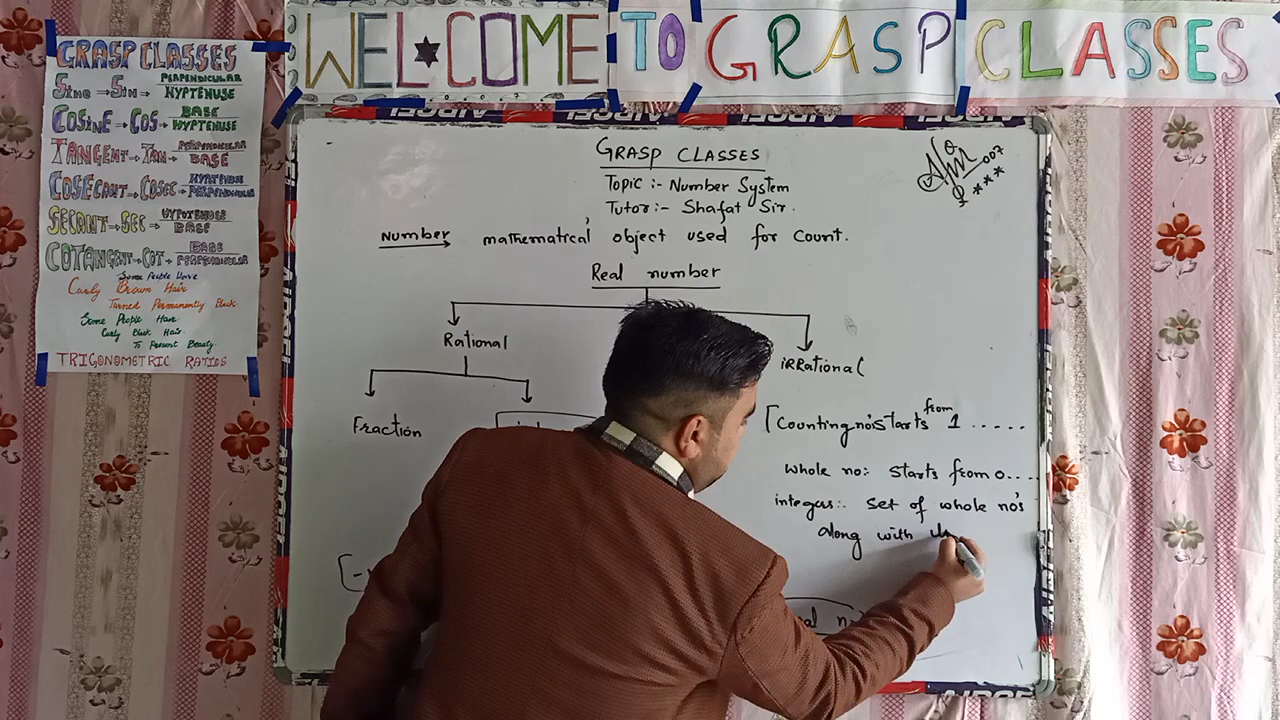 WELCOME TO GRASP CLASSES
GRASP CLASSES
Sine → Sin → PERPENDICULAR
HYPTENUSE
COSINE → COS → BASE
HYPTENUSE
TANGENT → TAN → PERPENDICULAR
BASE
COSECANT → COSEC → HYPTENUSE
PERPENDICULAR
SECANT → SEC → HYPOTENUSE
BASE
COTANGENT → COT → BASE
PERPENDICULAR
Some People Have
Curly Brown Hair
Turned Permanently Black
Some People Have
Curly Black Hair
To Present Beauty.
TRIGONOMETRIC RATIOS
GRASP CLASSES
Topic :- Number System
Tutor :- Shafat Sir.
007
***
Number → mathematical object used for count.
Real number
Rational
irRational
Fraction
[Counting no's starts from 1 .....
whole no: starts from 0....
integers:- set of whole no's
along with